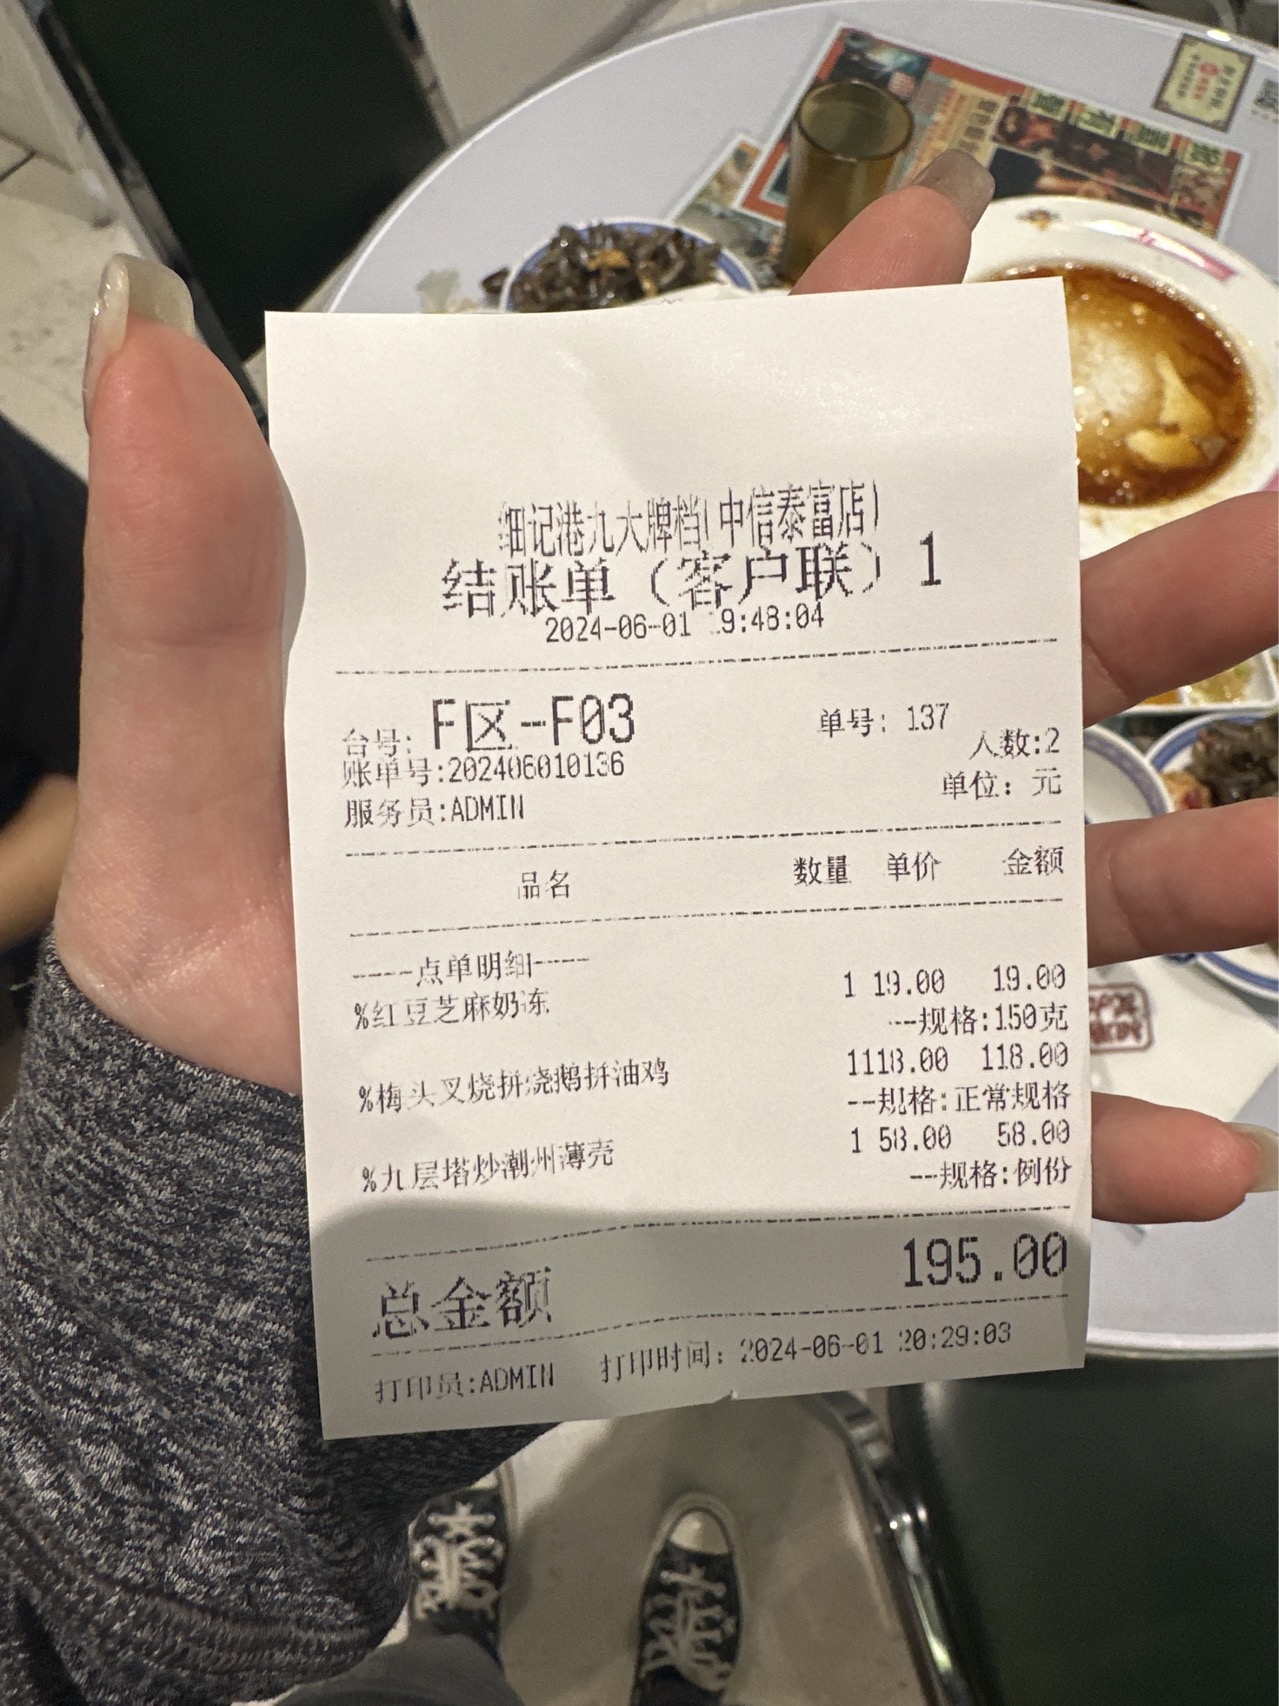 细记港九大牌档(中信泰富店)
结账单（客户联）1
2024-06-01 19:48:04
台号: F区-F03 单号: 137
人数:2
账单号:202406010136
单位: 元
服务员:ADMIN
品名 数量 单价 金额
-----点单明细-----
%红豆芝麻奶冻 1 19.00 19.00
--规格:150克
%梅头叉烧拼烧鹅拼油鸡 1118.00 118.00
--规格:正常规格
%九层塔炒潮州薄壳 1 58.00 58.00
--规格:例份
总金额 195.00
打印员:ADMIN 打印时间: 2024-06-01 20:29:03